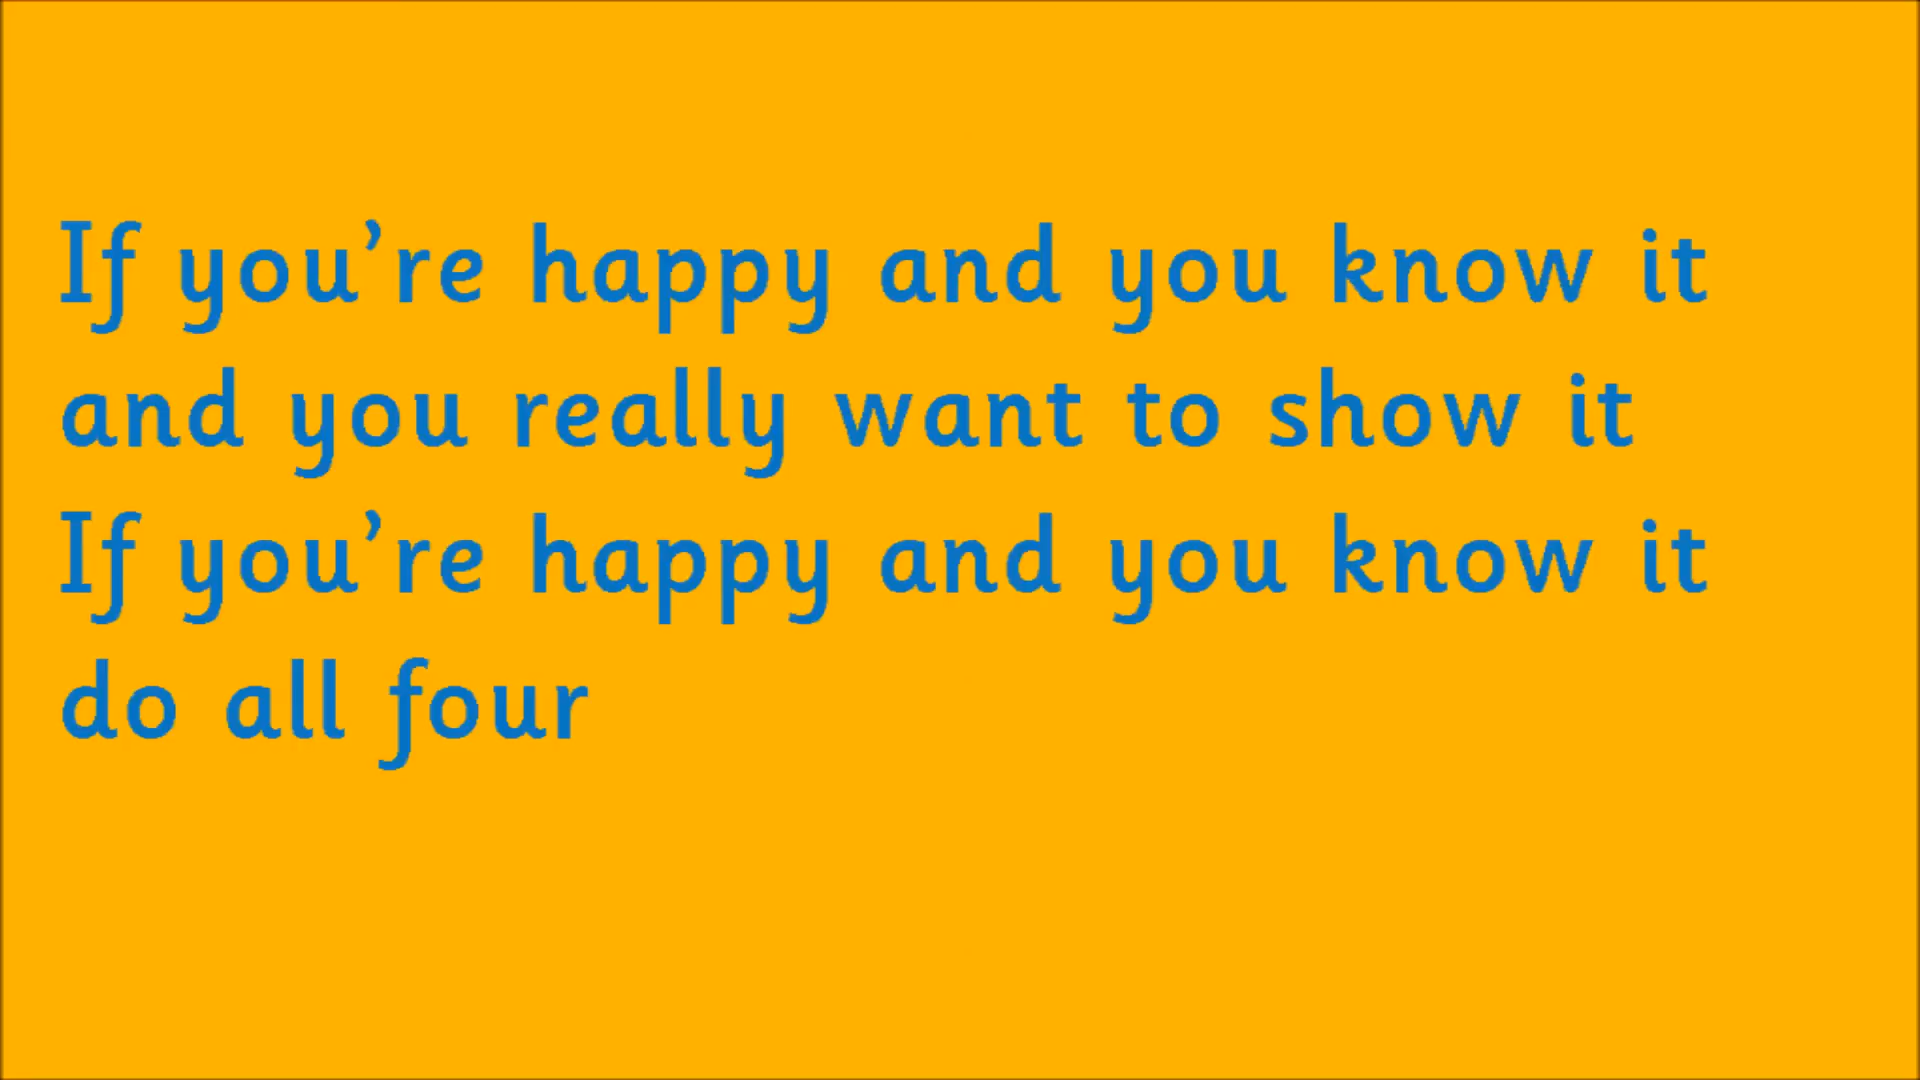 If you’re happy and you know it
and you really want to show it
If you’re happy and you know it
do all four